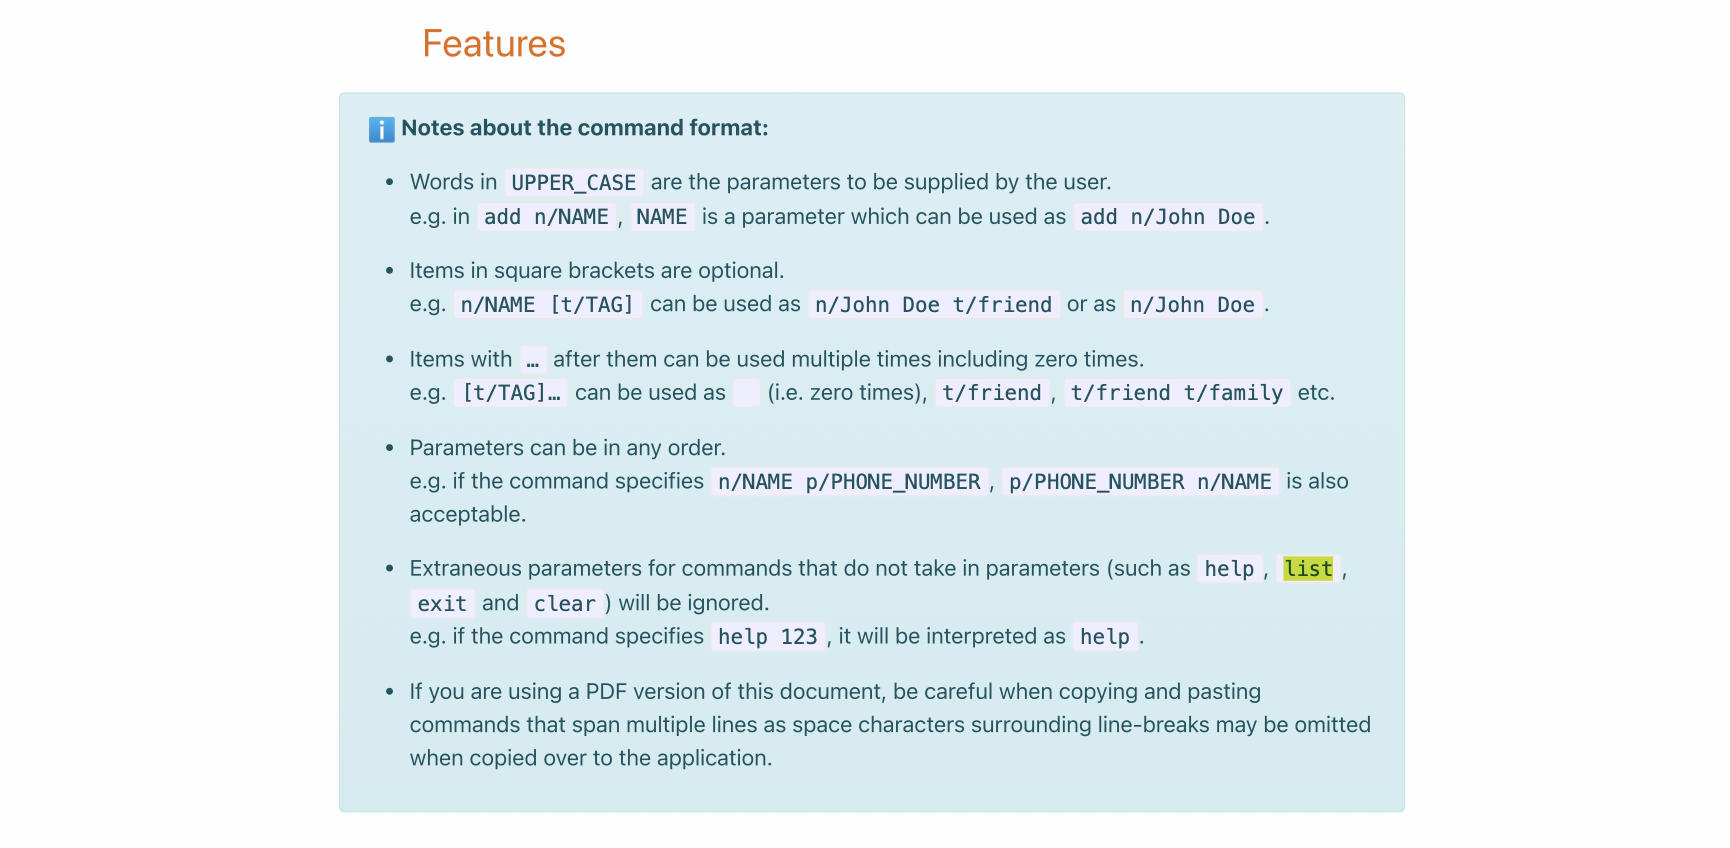 Features
Notes about the command format:
Words in UPPER_CASE are the parameters to be supplied by the user.
e.g. in add n/NAME, NAME is a parameter which can be used as add n/John Doe.
Items in square brackets are optional.
e.g. n/NAME [t/TAG] can be used as n/John Doe t/friend or as n/John Doe.
Items with … after them can be used multiple times including zero times.
e.g. [t/TAG]… can be used as (i.e. zero times), t/friend, t/friend t/family etc.
Parameters can be in any order.
e.g. if the command specifies n/NAME p/PHONE_NUMBER, p/PHONE_NUMBER n/NAME is also
acceptable.
Extraneous parameters for commands that do not take in parameters (such as help, list,
exit and clear) will be ignored.
e.g. if the command specifies help 123, it will be interpreted as help.
If you are using a PDF version of this document, be careful when copying and pasting
commands that span multiple lines as space characters surrounding line-breaks may be omitted
when copied over to the application.